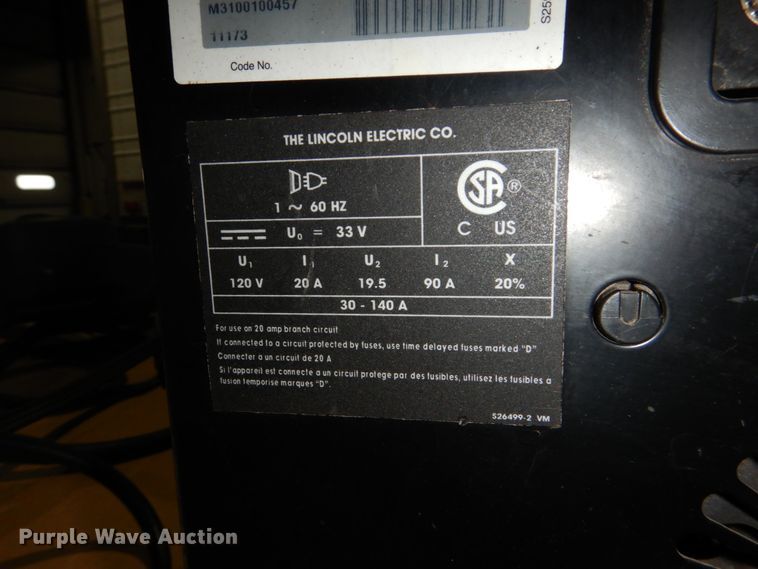 M3100100457
11173
Code No.
S25
THE LINCOLN ELECTRIC CO.
1 ~ 60 HZ
CSA ®
C US
U₀ = 33 V
U₁ I₁ U₂ I₂ X
120 V 20 A 19.5 90 A 20%
30 - 140 A
For use on 20 amp branch circuit
If connected to a circuit protected by fuses, use time delayed fuses marked "D"
Connecter a un circuit de 20 A
Si l'appareil est connecte a un circuit protege par des fusibles, utilisez les fusibles a
fusion temporise marques "D".
S26499-2 VM
Purple Wave Auction